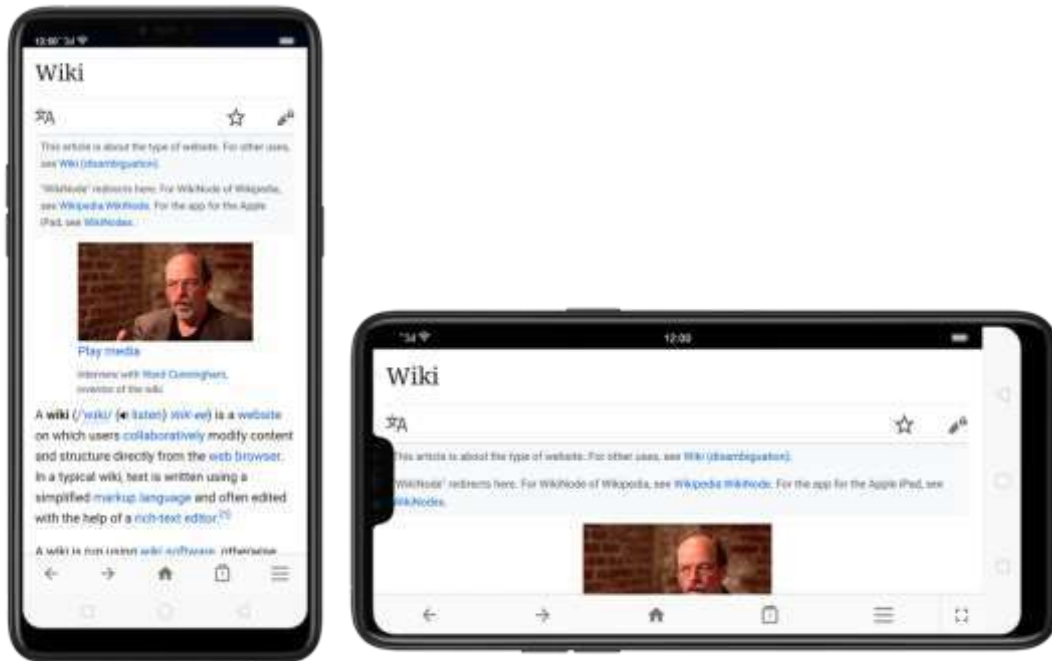 12:00
Wiki
This article is about the type of website. For other uses,
see Wiki (disambiguation).
"WikiNode" redirects here. For WikiNode of Wikipedia,
see Wikipedia:WikiNode. For the app for the Apple
iPad, see WikiNodes.
Play media
Interview with Ward Cunningham,
inventor of the wiki
A wiki (/ˈwɪki/ (listen) WIK-ee) is a website
on which users collaboratively modify content
and structure directly from the web browser.
In a typical wiki, text is written using a
simplified markup language and often edited
with the help of a rich-text editor.[1]
A wiki is run using wiki software, otherwise
12:00
Wiki
This article is about the type of website. For other uses, see Wiki (disambiguation).
"WikiNode" redirects here. For WikiNode of Wikipedia, see Wikipedia:WikiNode. For the app for the Apple iPad, see
WikiNodes.